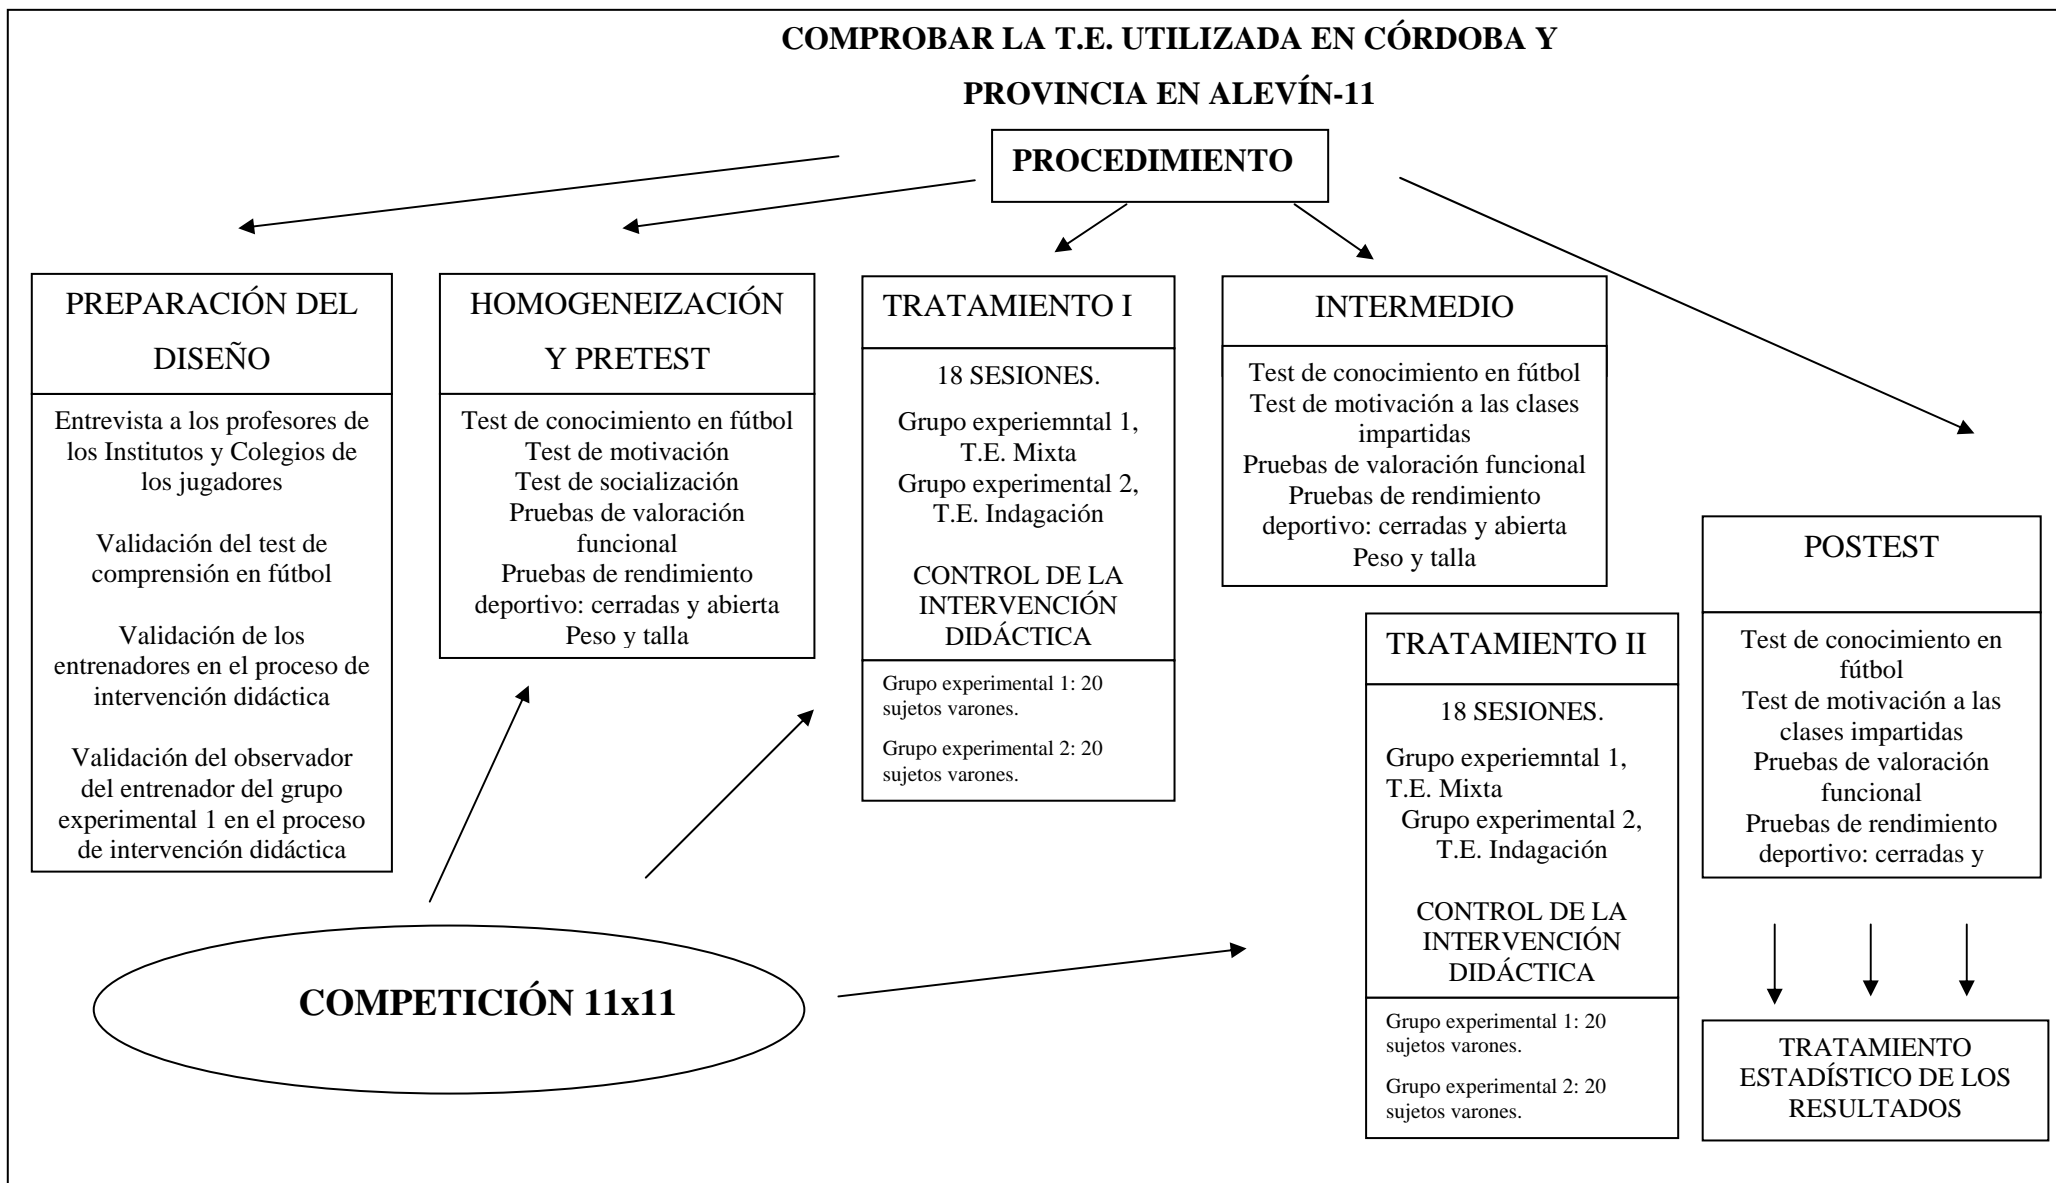 COMPROBAR LA T.E. UTILIZADA EN CÓRDOBA Y
PROVINCIA EN ALEVÍN-11
PROCEDIMIENTO
PREPARACIÓN DEL
DISEÑO
Entrevista a los profesores de
los Institutos y Colegios de
los jugadores
Validación del test de
comprensión en fútbol
Validación de los
entrenadores en el proceso de
intervención didáctica
Validación del observador
del entrenador del grupo
experimental 1 en el proceso
de intervención didáctica
HOMOGENEIZACIÓN
Y PRETEST
Test de conocimiento en fútbol
Test de motivación
Test de socialización
Pruebas de valoración
funcional
Pruebas de rendimiento
deportivo: cerradas y abierta
Peso y talla
TRATAMIENTO I
18 SESIONES.
Grupo experiemntal 1,
T.E. Mixta
Grupo experimental 2,
T.E. Indagación
CONTROL DE LA
INTERVENCIÓN
DIDÁCTICA
Grupo experimental 1: 20
sujetos varones.
Grupo experimental 2: 20
sujetos varones.
INTERMEDIO
Test de conocimiento en fútbol
Test de motivación a las clases
impartidas
Pruebas de valoración funcional
Pruebas de rendimiento
deportivo: cerradas y abierta
Peso y talla
TRATAMIENTO II
18 SESIONES.
Grupo experiemntal 1,
T.E. Mixta
Grupo experimental 2,
T.E. Indagación
CONTROL DE LA
INTERVENCIÓN
DIDÁCTICA
Grupo experimental 1: 20
sujetos varones.
Grupo experimental 2: 20
sujetos varones.
POSTEST
Test de conocimiento en
fútbol
Test de motivación a las
clases impartidas
Pruebas de valoración
funcional
Pruebas de rendimiento
deportivo: cerradas y
COMPETICIÓN 11x11
TRATAMIENTO
ESTADÍSTICO DE LOS
RESULTADOS